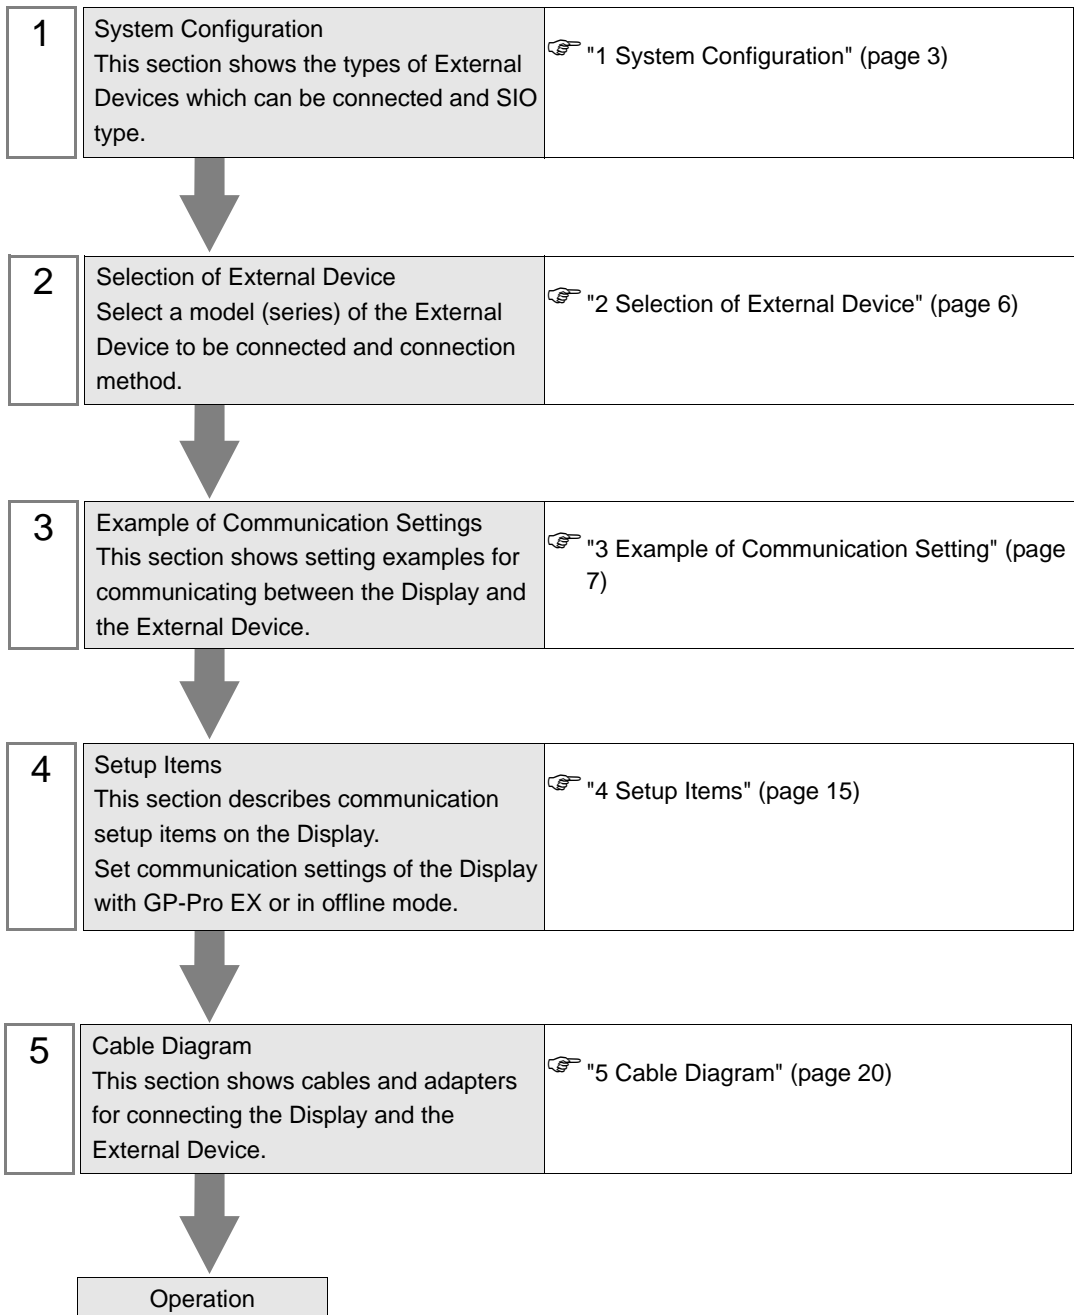 1
System Configuration
This section shows the types of External
Devices which can be connected and SIO
type.
"1 System Configuration" (page 3)
2
Selection of External Device
Select a model (series) of the External
Device to be connected and connection
method.
"2 Selection of External Device" (page 6)
3
Example of Communication Settings
This section shows setting examples for
communicating between the Display and
the External Device.
"3 Example of Communication Setting" (page
7)
4
Setup Items
This section describes communication
setup items on the Display.
Set communication settings of the Display
with GP-Pro EX or in offline mode.
"4 Setup Items" (page 15)
5
Cable Diagram
This section shows cables and adapters
for connecting the Display and the
External Device.
"5 Cable Diagram" (page 20)
Operation